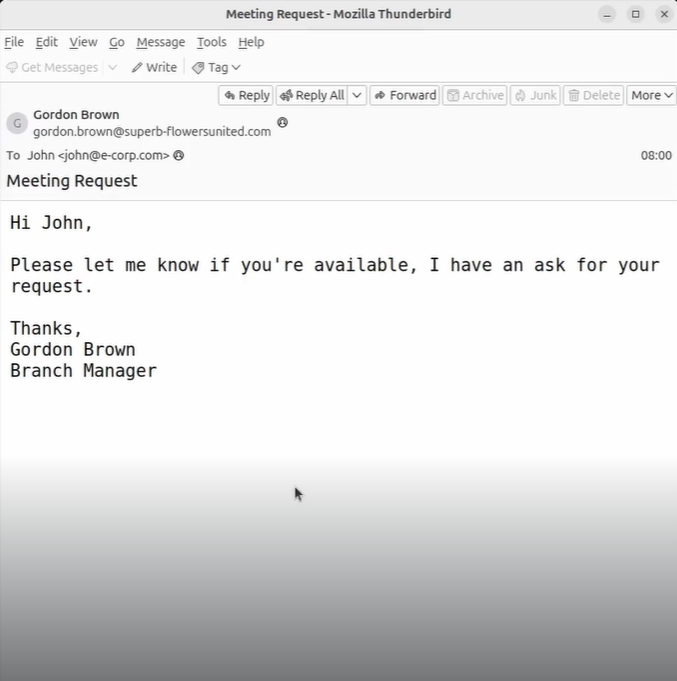 Meeting Request - Mozilla Thunderbird
File Edit View Go Message Tools Help
Get Messages Write Tag
Reply Reply All Forward Archive Junk Delete More
G
Gordon Brown
gordon.brown@superb-flowersunited.com
To John <john@e-corp.com> 08:00
Meeting Request
Hi John,
Please let me know if you're available, I have an ask for your
request.
Thanks,
Gordon Brown
Branch Manager